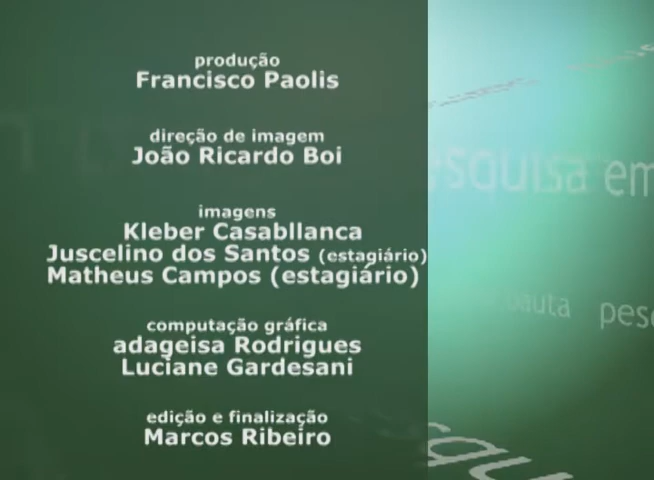 produção
Francisco Paolis
direção de imagem
João Ricardo Boi
imagens
Kleber Casabllanca
Juscelino dos Santos (estagiário)
Matheus Campos (estagiário)
computação gráfica
adageisa Rodrigues
Luciane Gardesani
edição e finalização
Marcos Ribeiro
esquisa em
pauta pesq